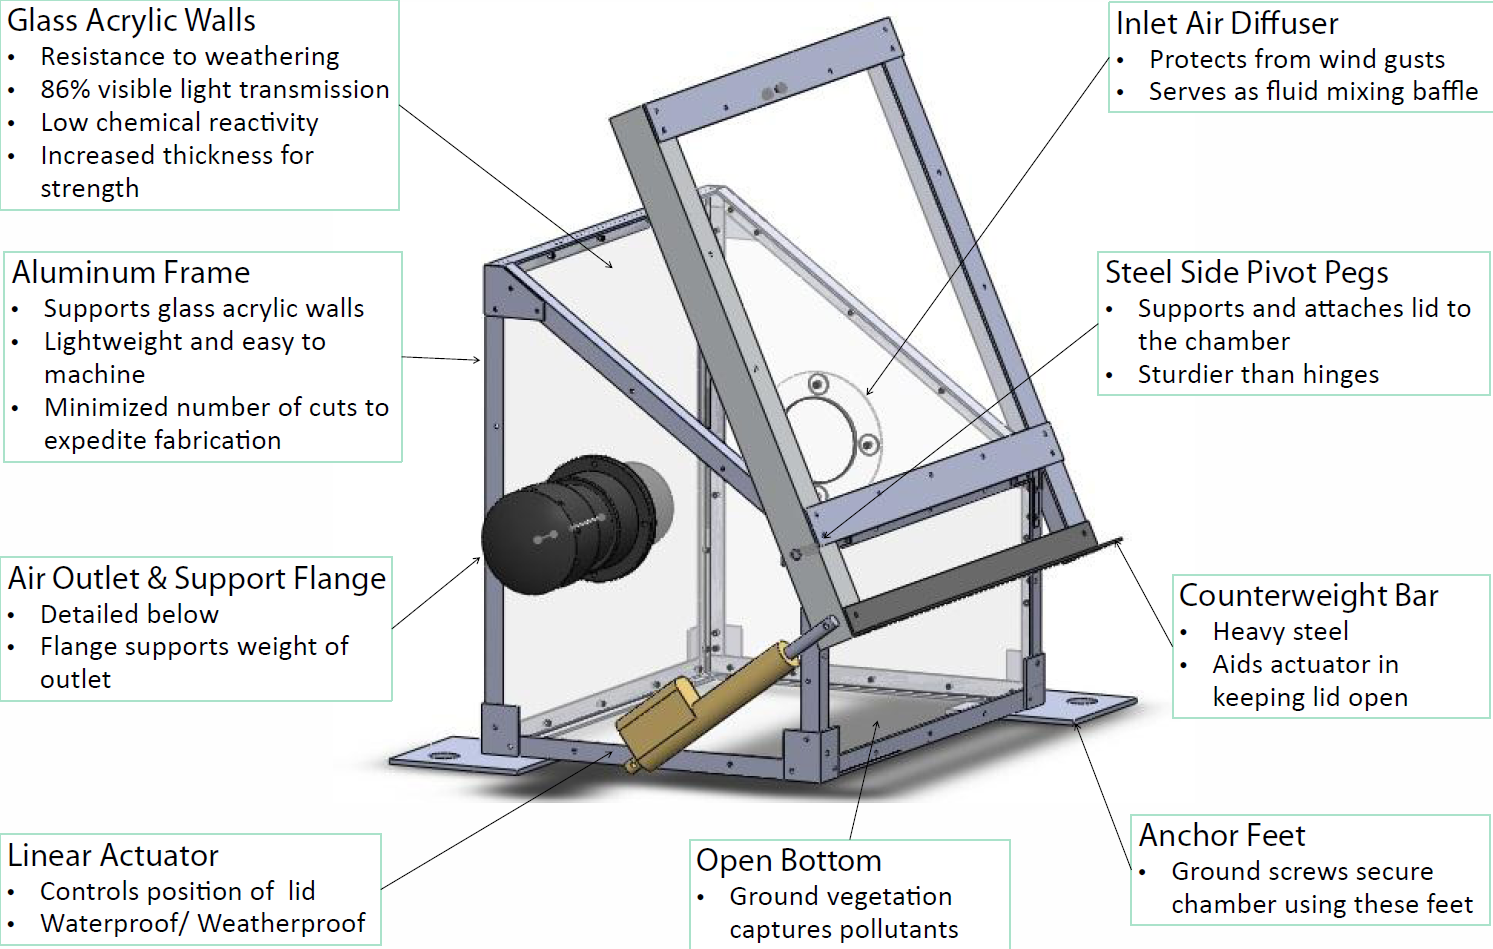 Glass Acrylic Walls
• Resistance to weathering
• 86% visible light transmission
• Low chemical reactivity
• Increased thickness for
strength
Aluminum Frame
• Supports glass acrylic walls
• Lightweight and easy to
machine
• Minimized number of cuts to
expedite fabrication
Air Outlet & Support Flange
• Detailed below
• Flange supports weight of
outlet
Linear Actuator
• Controls position of lid
• Waterproof/ Weatherproof
Open Bottom
• Ground vegetation
captures pollutants
Inlet Air Diffuser
• Protects from wind gusts
• Serves as fluid mixing baffle
Steel Side Pivot Pegs
• Supports and attaches lid to
the chamber
• Sturdier than hinges
Counterweight Bar
• Heavy steel
• Aids actuator in
keeping lid open
Anchor Feet
• Ground screws secure
chamber using these feet